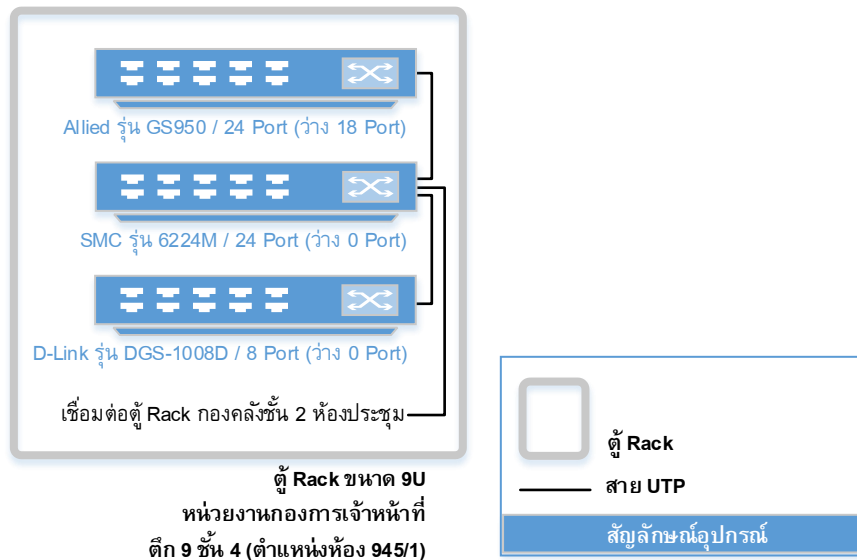 Allied รุ่น GS950 / 24 Port (ว่าง 18 Port)
SMC รุ่น 6224M / 24 Port (ว่าง 0 Port)
D-Link รุ่น DGS-1008D / 8 Port (ว่าง 0 Port)
เชื่อมต่อตู้ Rack กองคลังชั้น 2 ห้องประชุม
ตู้ Rack ขนาด 9U
หน่วยงานกองการเจ้าหน้าที่
ตึก 9 ชั้น 4 (ตำแหน่งห้อง 945/1)
ตู้ Rack
สาย UTP
สัญลักษณ์อุปกรณ์